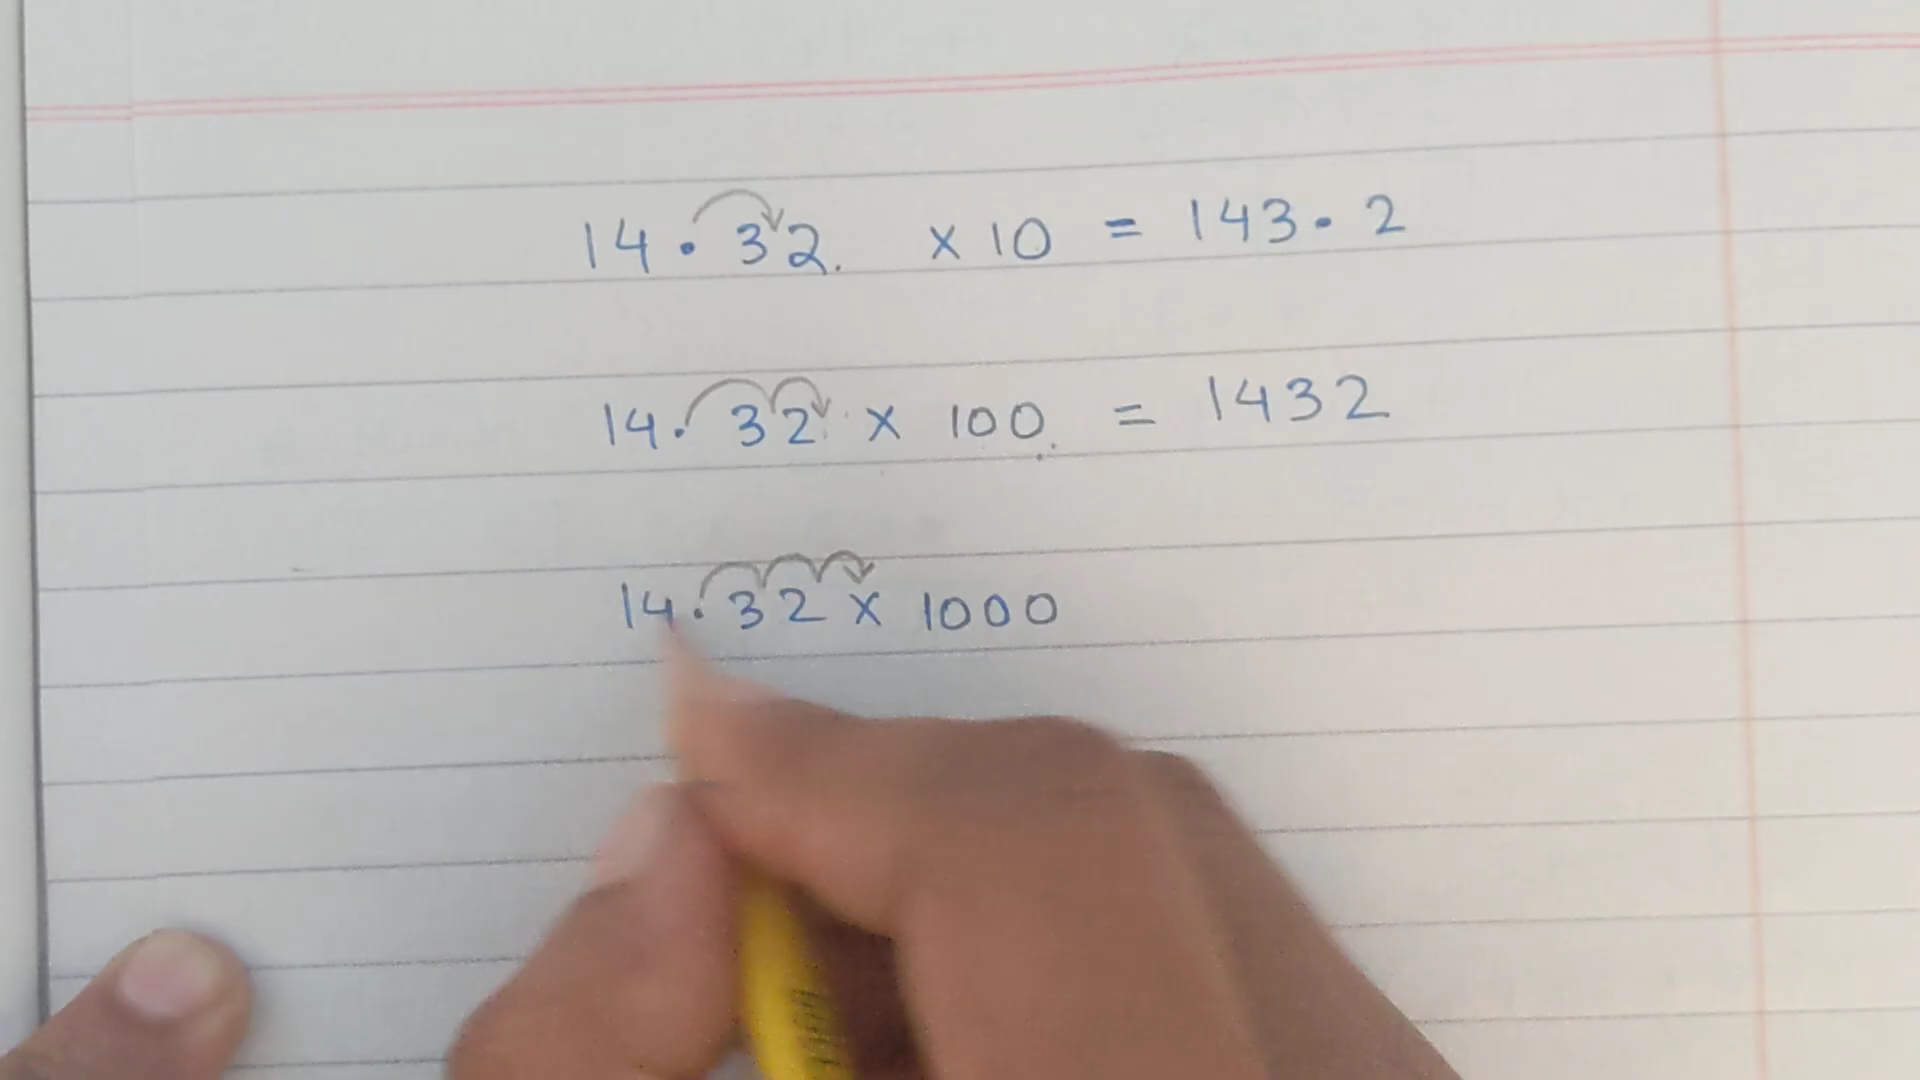 14.32. x 10 = 143.2
14.32 x 100 = 1432
14.32 x 1000